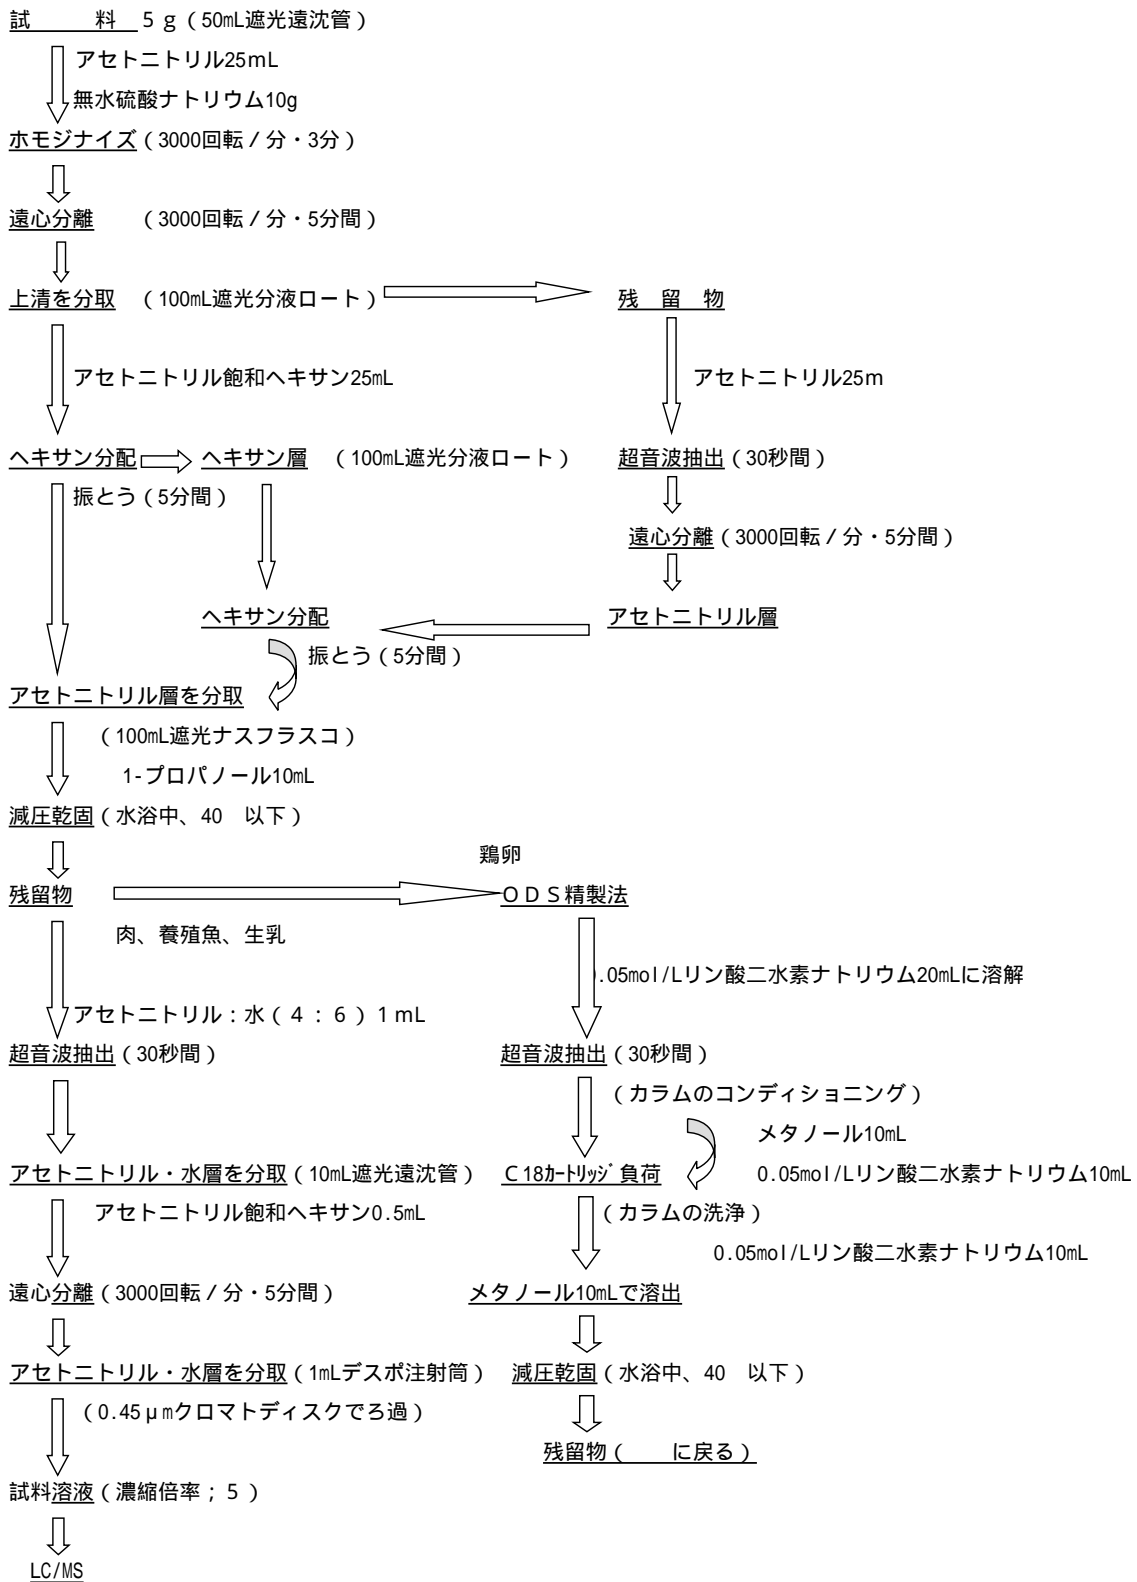 試　　　料　5ｇ（50mL遮光遠沈管）
アセトニトリル25mL
無水硫酸ナトリウム10g
ホモジナイズ（3000回転／分・3分）
遠心分離　　（3000回転／分・5分間）
上清を分取　（100mL遮光分液ロート）
残　留　物
アセトニトリル飽和ヘキサン25mL
アセトニトリル25m
ヘキサン分配
ヘキサン層　（100mL遮光分液ロート）
超音波抽出（30秒間）
振とう（5分間）
遠心分離（3000回転／分・5分間）
ヘキサン分配
アセトニトリル層
振とう（5分間）
アセトニトリル層を分取
（100mL遮光ナスフラスコ）
1-プロパノール10mL
減圧乾固（水浴中、40　以下）
鶏卵
残留物
ＯＤＳ精製法
肉、養殖魚、生乳
.05mol/Lリン酸二水素ナトリウム20mLに溶解
アセトニトリル：水（４：６）１mL
超音波抽出（30秒間）
超音波抽出（30秒間）
（カラムのコンディショニング）
メタノール10mL
アセトニトリル・水層を分取（10mL遮光遠沈管）
Ｃ18ｶｰﾄﾘｯｼﾞ負荷
0.05mol/Lリン酸二水素ナトリウム10mL
アセトニトリル飽和ヘキサン0.5mL
（カラムの洗浄）
0.05mol/Lリン酸二水素ナトリウム10mL
遠心分離（3000回転／分・5分間）
メタノール10mLで溶出
アセトニトリル・水層を分取（1mLデスポ注射筒）
減圧乾固（水浴中、40　以下）
（0.45μmクロマトディスクでろ過）
残留物（　　に戻る）
試料溶液（濃縮倍率；５）
LC/MS